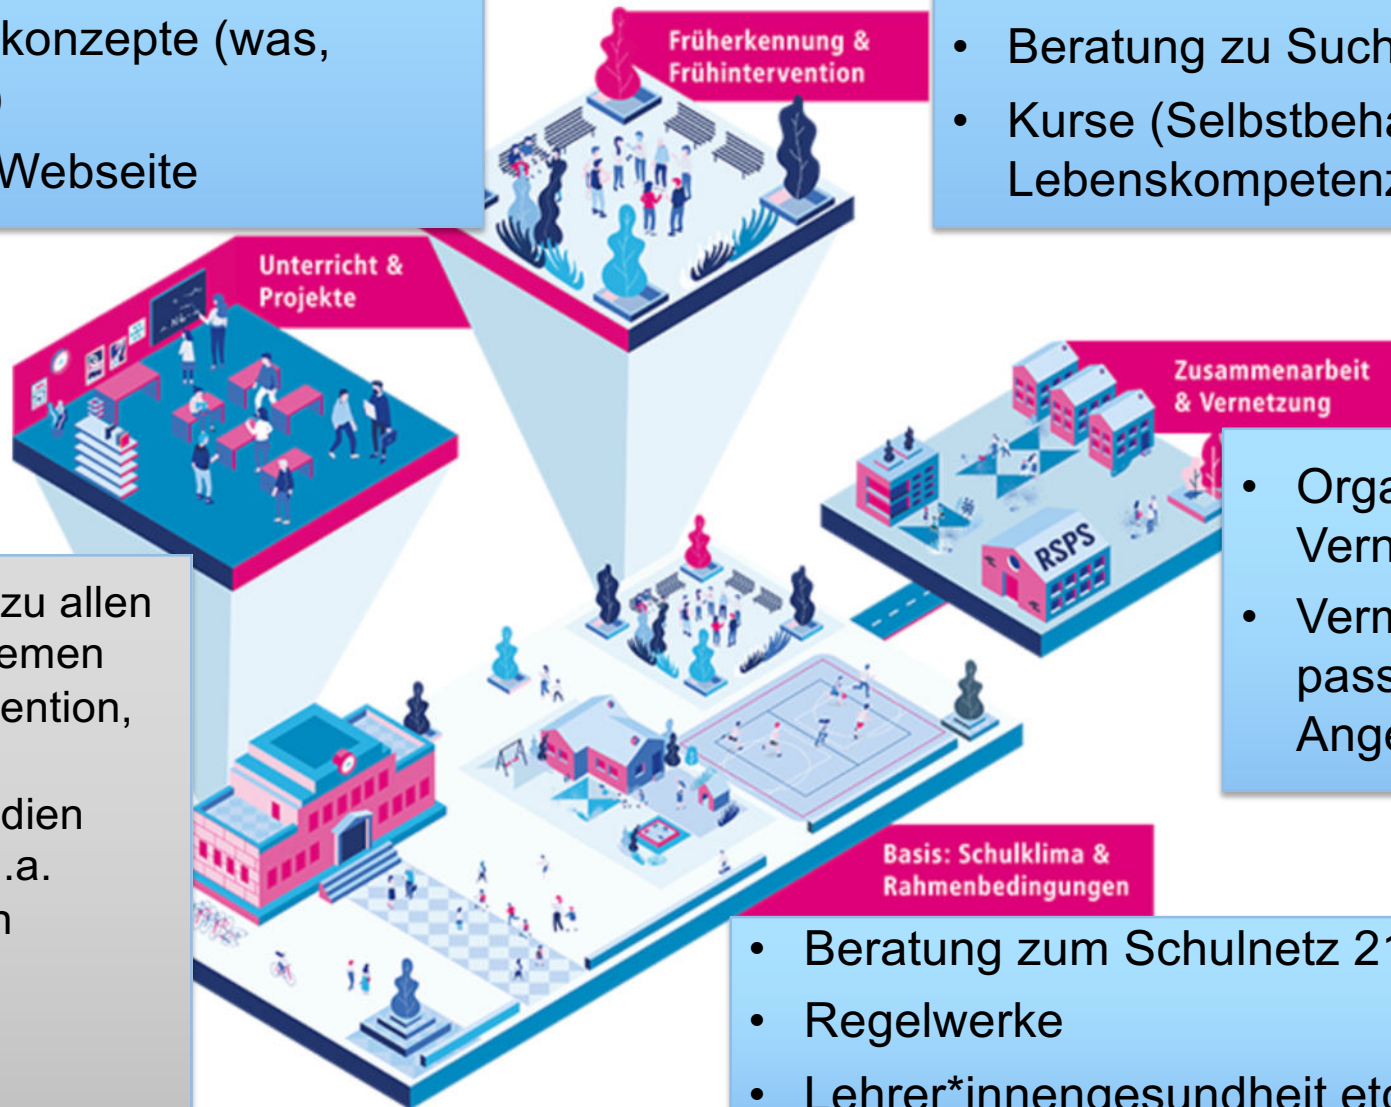 konzepte (was,
)
Webseite
Früherkennung &
Frühintervention
• Beratung zu Such
• Kurse (Selbstbeha
Lebenskompetenz
Unterricht &
Projekte
Zusammenarbeit
& Vernetzung
RSPS
• Orga
Vern
• Verm
pass
Ange
zu allen
emen
ention,
dien
.a.
n
Basis: Schulklima &
Rahmenbedingungen
• Beratung zum Schulnetz 21
• Regelwerke
• Lehrer*innengesundheit etc